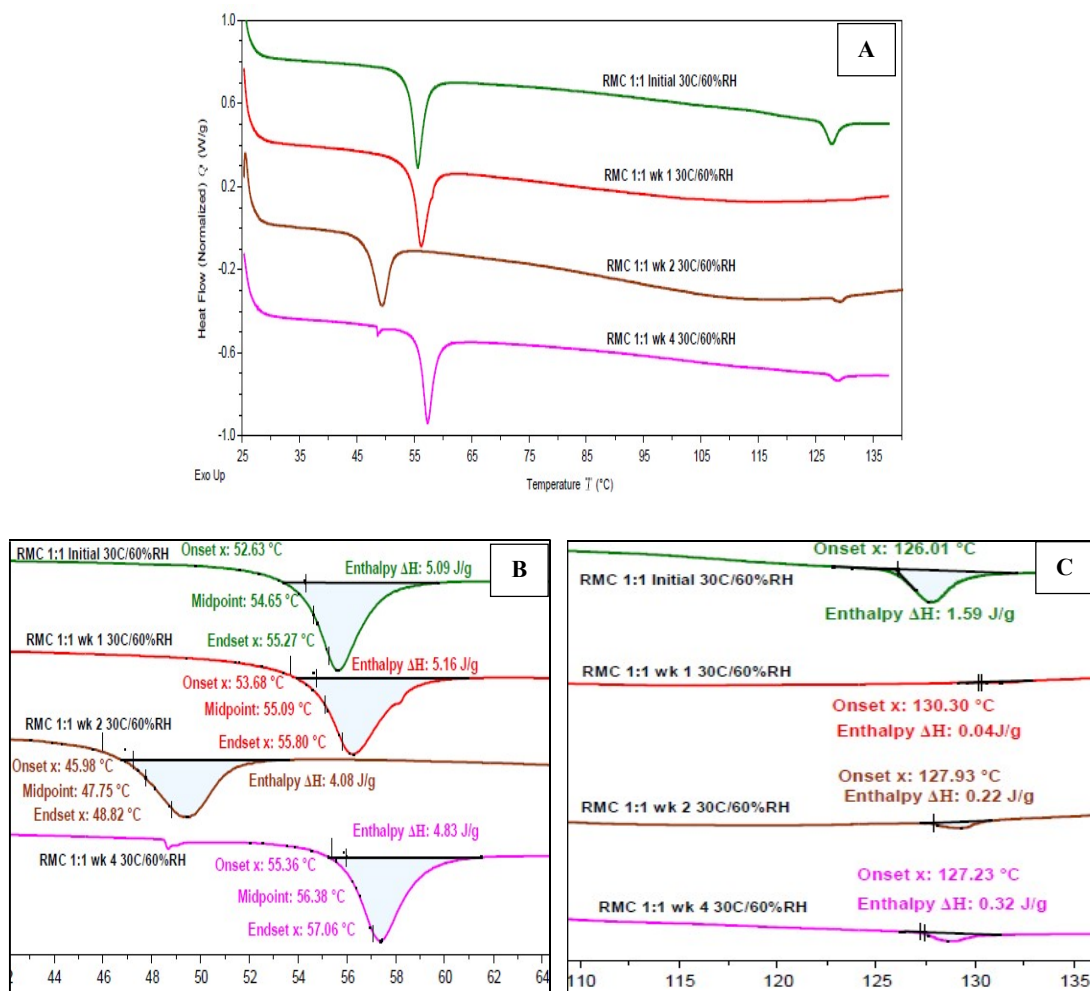 A
1.0
0.6
0.2
-0.2
-0.6
-1.0
Heat Flow (Normalized) Q (W/g)
RMC 1:1 Initial 30C/60%RH
RMC 1:1 wk 1 30C/60%RH
RMC 1:1 wk 2 30C/60%RH
RMC 1:1 wk 4 30C/60%RH
25 35 45 55 65 75 85 95 105 115 125 135
Exo Up
Temperature T (°C)
B
RMC 1:1 Initial 30C/60%RH
Onset x: 52.63 °C
Enthalpy ΔH: 5.09 J/g
Midpoint: 54.65 °C
Endset x: 55.27 °C
RMC 1:1 wk 1 30C/60%RH
Enthalpy ΔH: 5.16 J/g
Onset x: 53.68 °C
Midpoint: 55.09 °C
Endset x: 55.80 °C
RMC 1:1 wk 2 30C/60%RH
Onset x: 45.98 °C
Enthalpy ΔH: 4.08 J/g
Midpoint: 47.75 °C
Endset x: 48.82 °C
Enthalpy ΔH: 4.83 J/g
RMC 1:1 wk 4 30C/60%RH
Onset x: 55.36 °C
Midpoint: 56.38 °C
Endset x: 57.06 °C
2 44 46 48 50 52 54 56 58 60 62 64
C
Onset x: 126.01 °C
RMC 1:1 Initial 30C/60%RH
Enthalpy ΔH: 1.59 J/g
RMC 1:1 wk 1 30C/60%RH
Onset x: 130.30 °C
Enthalpy ΔH: 0.04J/g
Onset x: 127.93 °C
RMC 1:1 wk 2 30C/60%RH
Enthalpy ΔH: 0.22 J/g
Onset x: 127.23 °C
RMC 1:1 wk 4 30C/60%RH
Enthalpy ΔH: 0.32 J/g
110 115 120 125 130 135